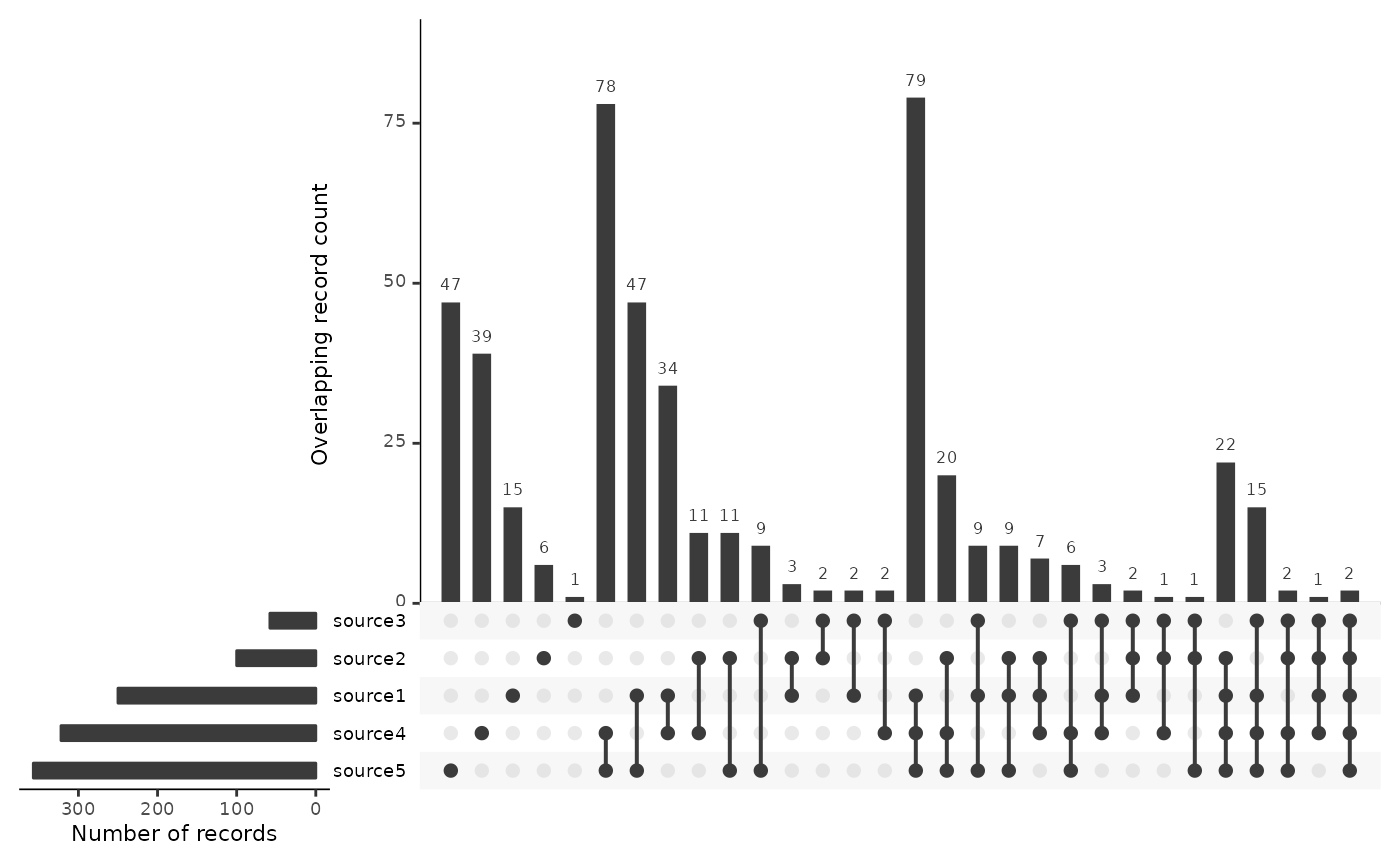 Overlapping record count
75
50
25
0
47 39 15 6 1 78 47 34 11 11 9 3 2 2 2 79 20 9 9 7 6 3 2 1 1 22 15 2 1 2
source3
source2
source1
source4
source5
300 200 100 0
Number of records